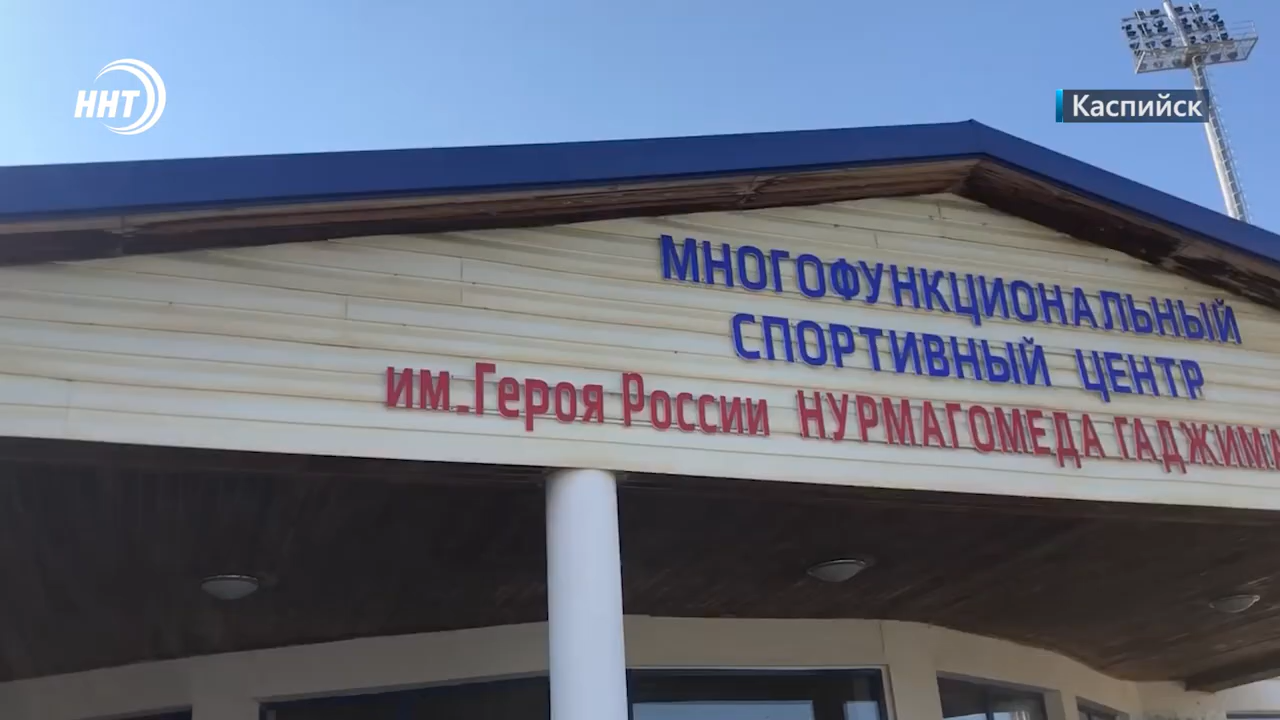 ННТ
Каспийск
МНОГОФУНКЦИОНАЛЬНЫЙ
СПОРТИВНЫЙ ЦЕНТР
им.Героя России НУРМАГОМЕДА